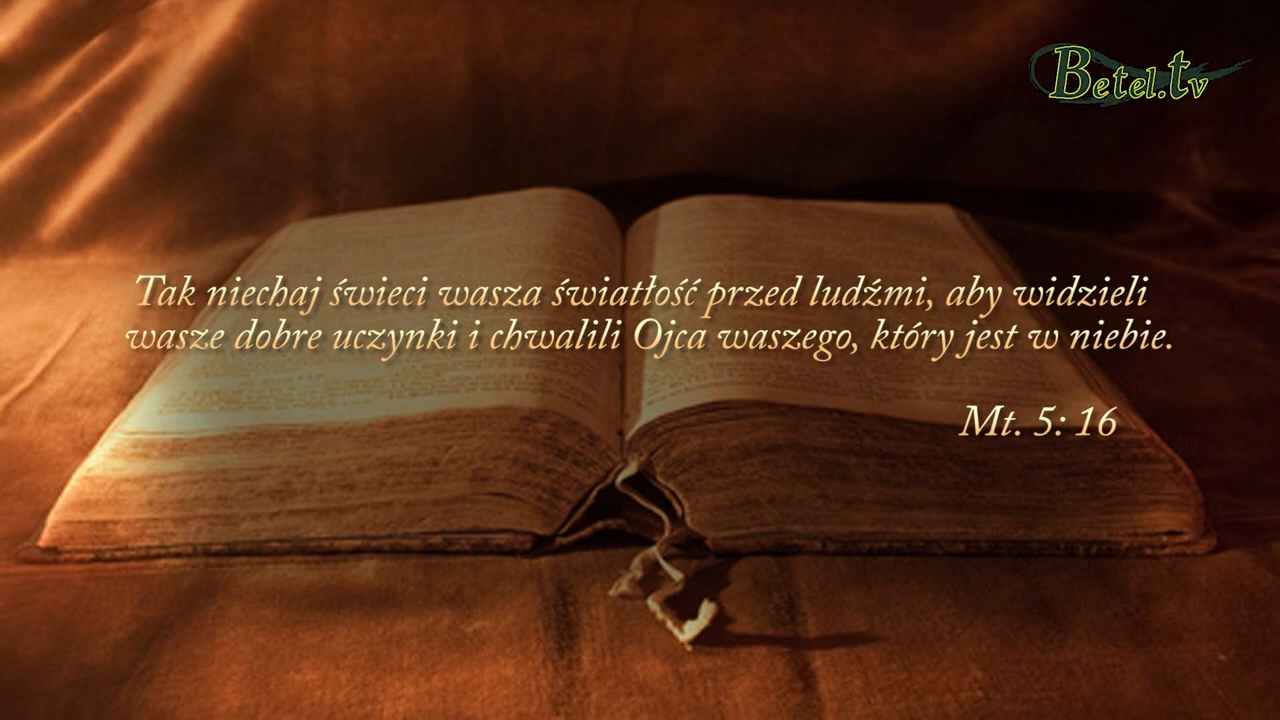 Betel.tv
Tak niechaj świeci wasza światłość przed ludźmi, aby widzieli
wasze dobre uczynki i chwalili Ojca waszego, który jest w niebie.
Mt. 5: 16